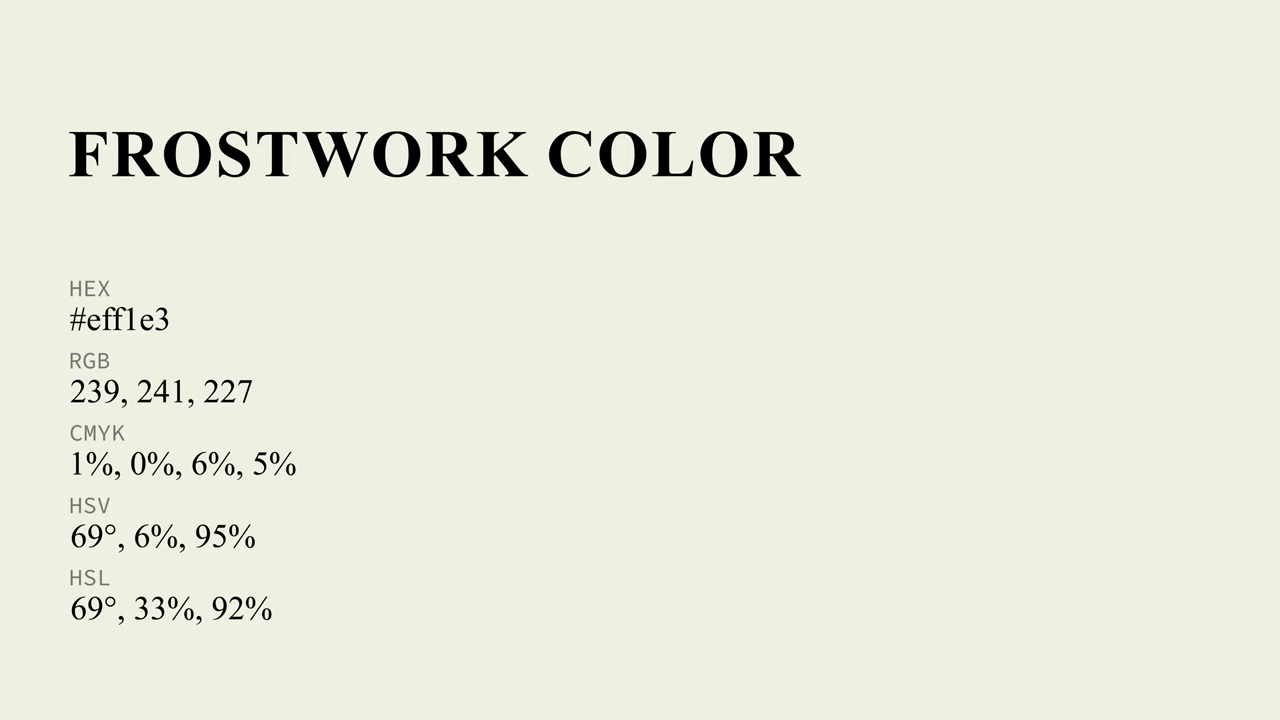 FROSTWORK COLOR
HEX
#eff1e3
RGB
239, 241, 227
CMYK
1%, 0%, 6%, 5%
HSV
69°, 6%, 95%
HSL
69°, 33%, 92%